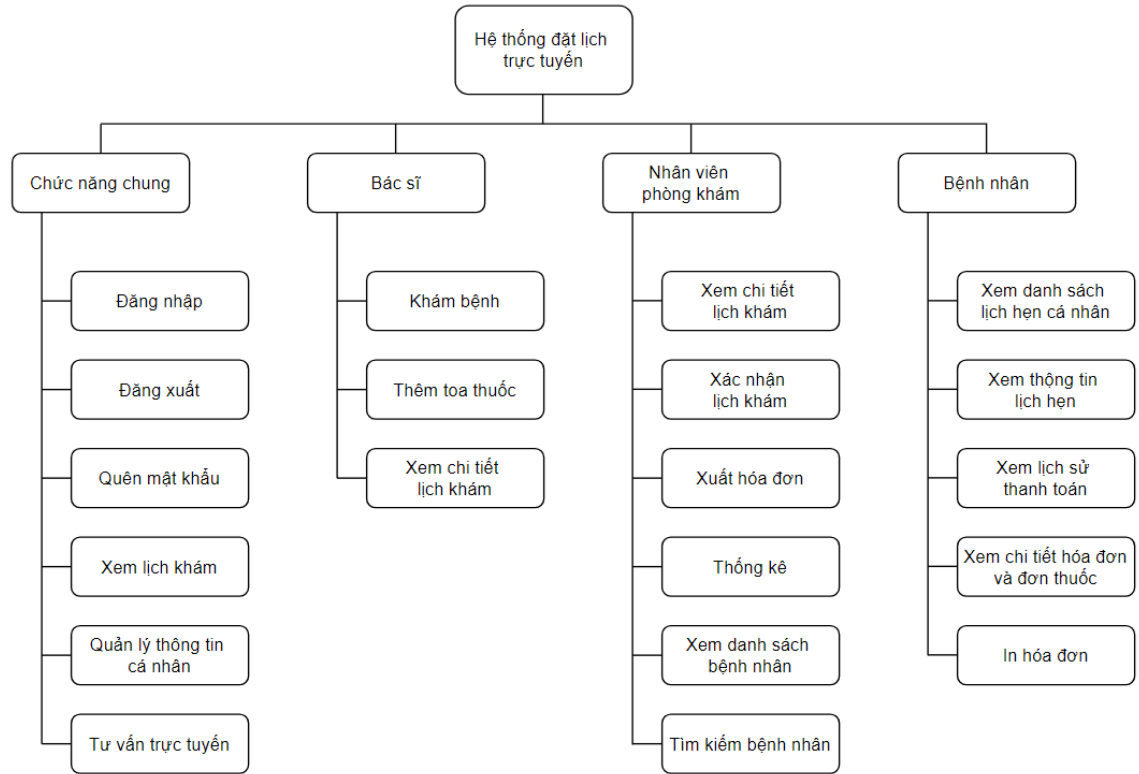 Hệ thống đặt lịch
trực tuyến
Chức năng chung
Bác sĩ
Nhân viên
phòng khám
Bệnh nhân
Đăng nhập
Đăng xuất
Quên mật khẩu
Xem lịch khám
Quản lý thông tin
cá nhân
Tư vấn trực tuyến
Khám bệnh
Thêm toa thuốc
Xem chi tiết
lịch khám
Xem chi tiết
lịch khám
Xác nhận
lịch khám
Xuất hóa đơn
Thống kê
Xem danh sách
bệnh nhân
Tìm kiếm bệnh nhân
Xem danh sách
lịch hẹn cá nhân
Xem thộng tin
lịch hẹn
Xem lịch sử
thanh toán
Xem chi tiết hóa đơn
và đơn thuốc
In hóa đơn